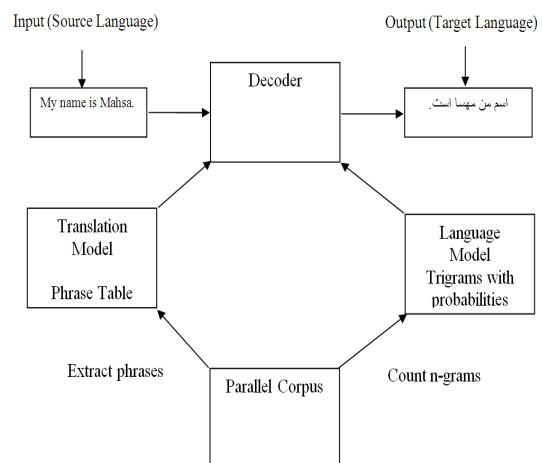 Input (Source Language)
Output (Target Language)
My name is Mahsa.
Decoder
اسم من مهسا است.
Translation
Model
Phrase Table
Language
Model
Trigrams with
probabilities
Extract phrases
Count n-grams
Parallel Corpus